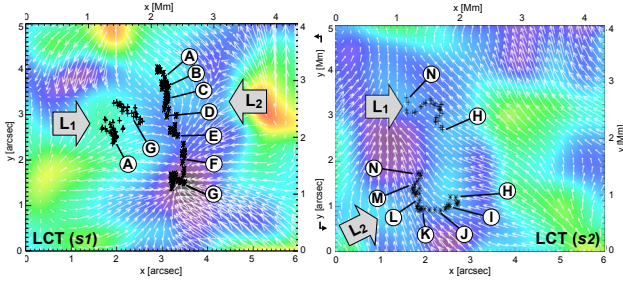 x [Mm]
0 1 2 3 4
x [Mm]
0 1 2 3 4
y [arcsec]
5
4
3
2
1
0
A
B
C
D
E
F
G
L1
G
A
L2
LCT (s1)
3
2
1
0
0 1 2 3 4 5 6
x [arcsec]
y [Mm]
5
4
3
2
1
0
y [arcsec]
N
L1
H
N
M
L
K
J
I
H
L2
LCT (s2)
4
3
2
1
0
y [Mm]
0 1 2 3 4 5 6
x [arcsec]